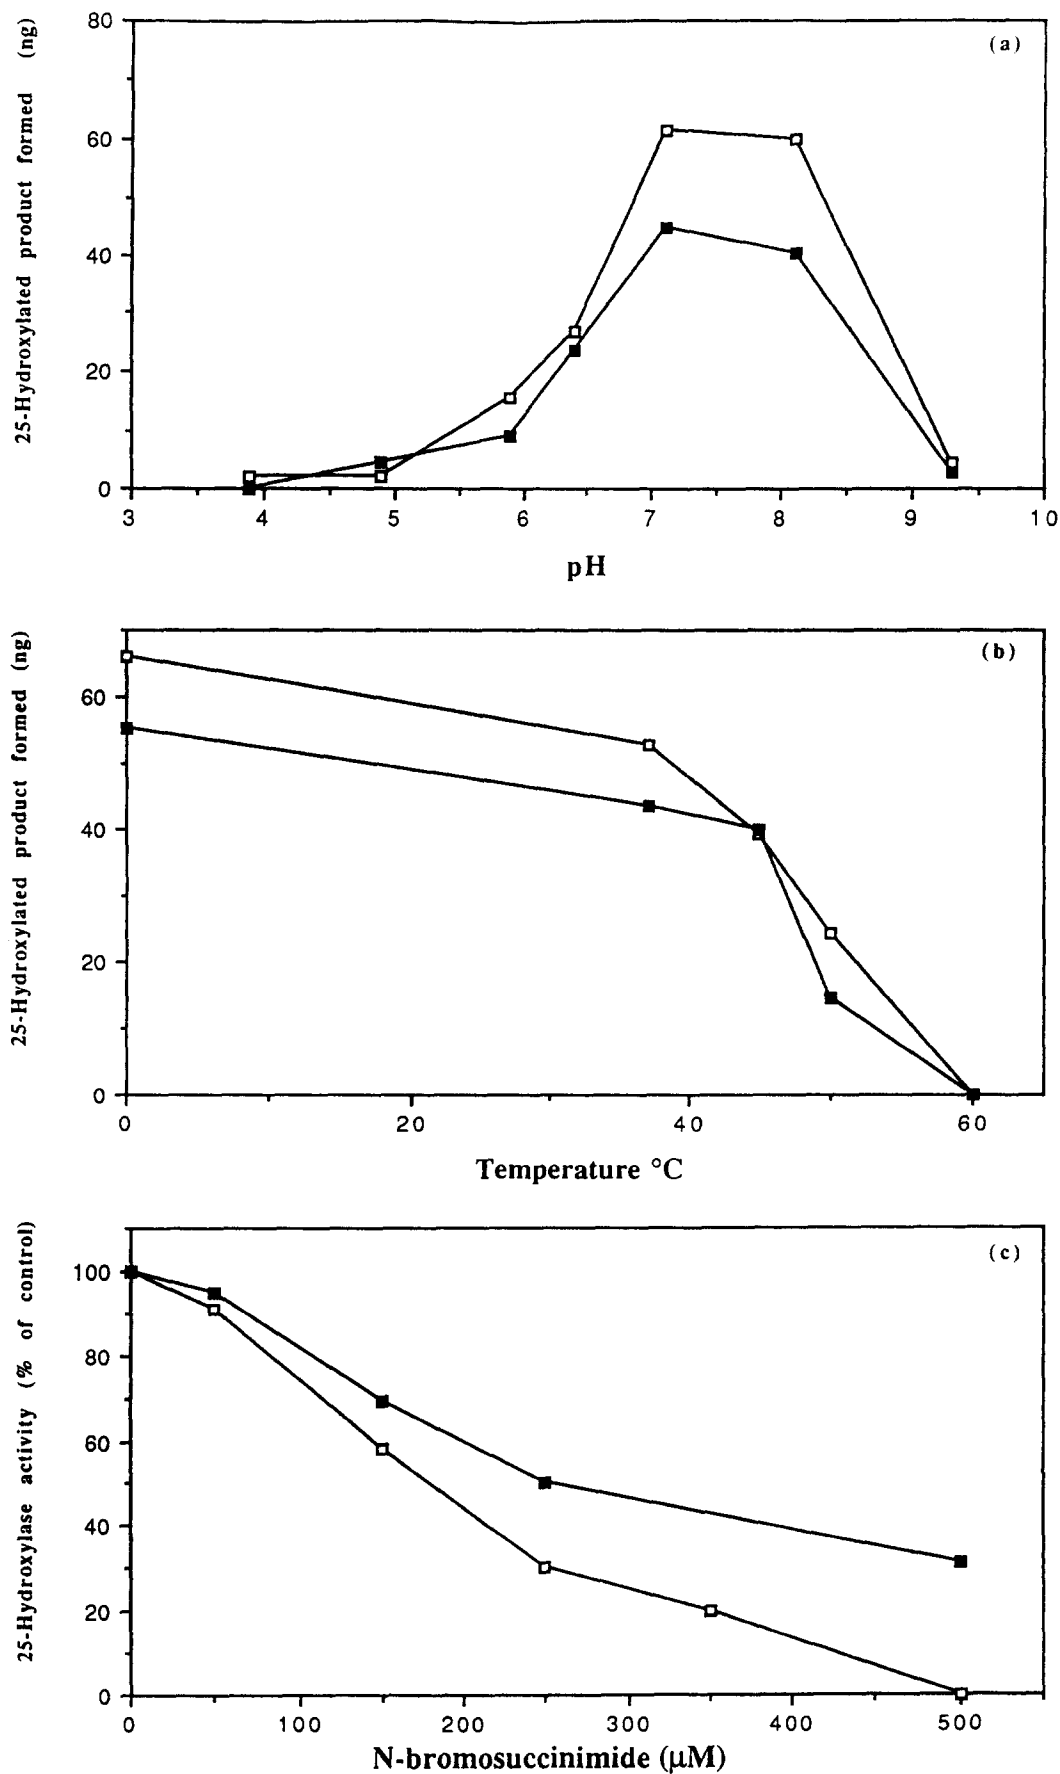 (a)
25-Hydroxylated product formed (ng)
80
60
40
20
0
3 4 5 6 7 8 9 10
pH
(b)
25-Hydroxylated product formed (ng)
60
40
20
0
0 20 40 60
Temperature °C
(c)
25-Hydroxylase activity (% of control)
100
80
60
40
20
0
0 100 200 300 400 500
N-bromosuccinimide (µM)